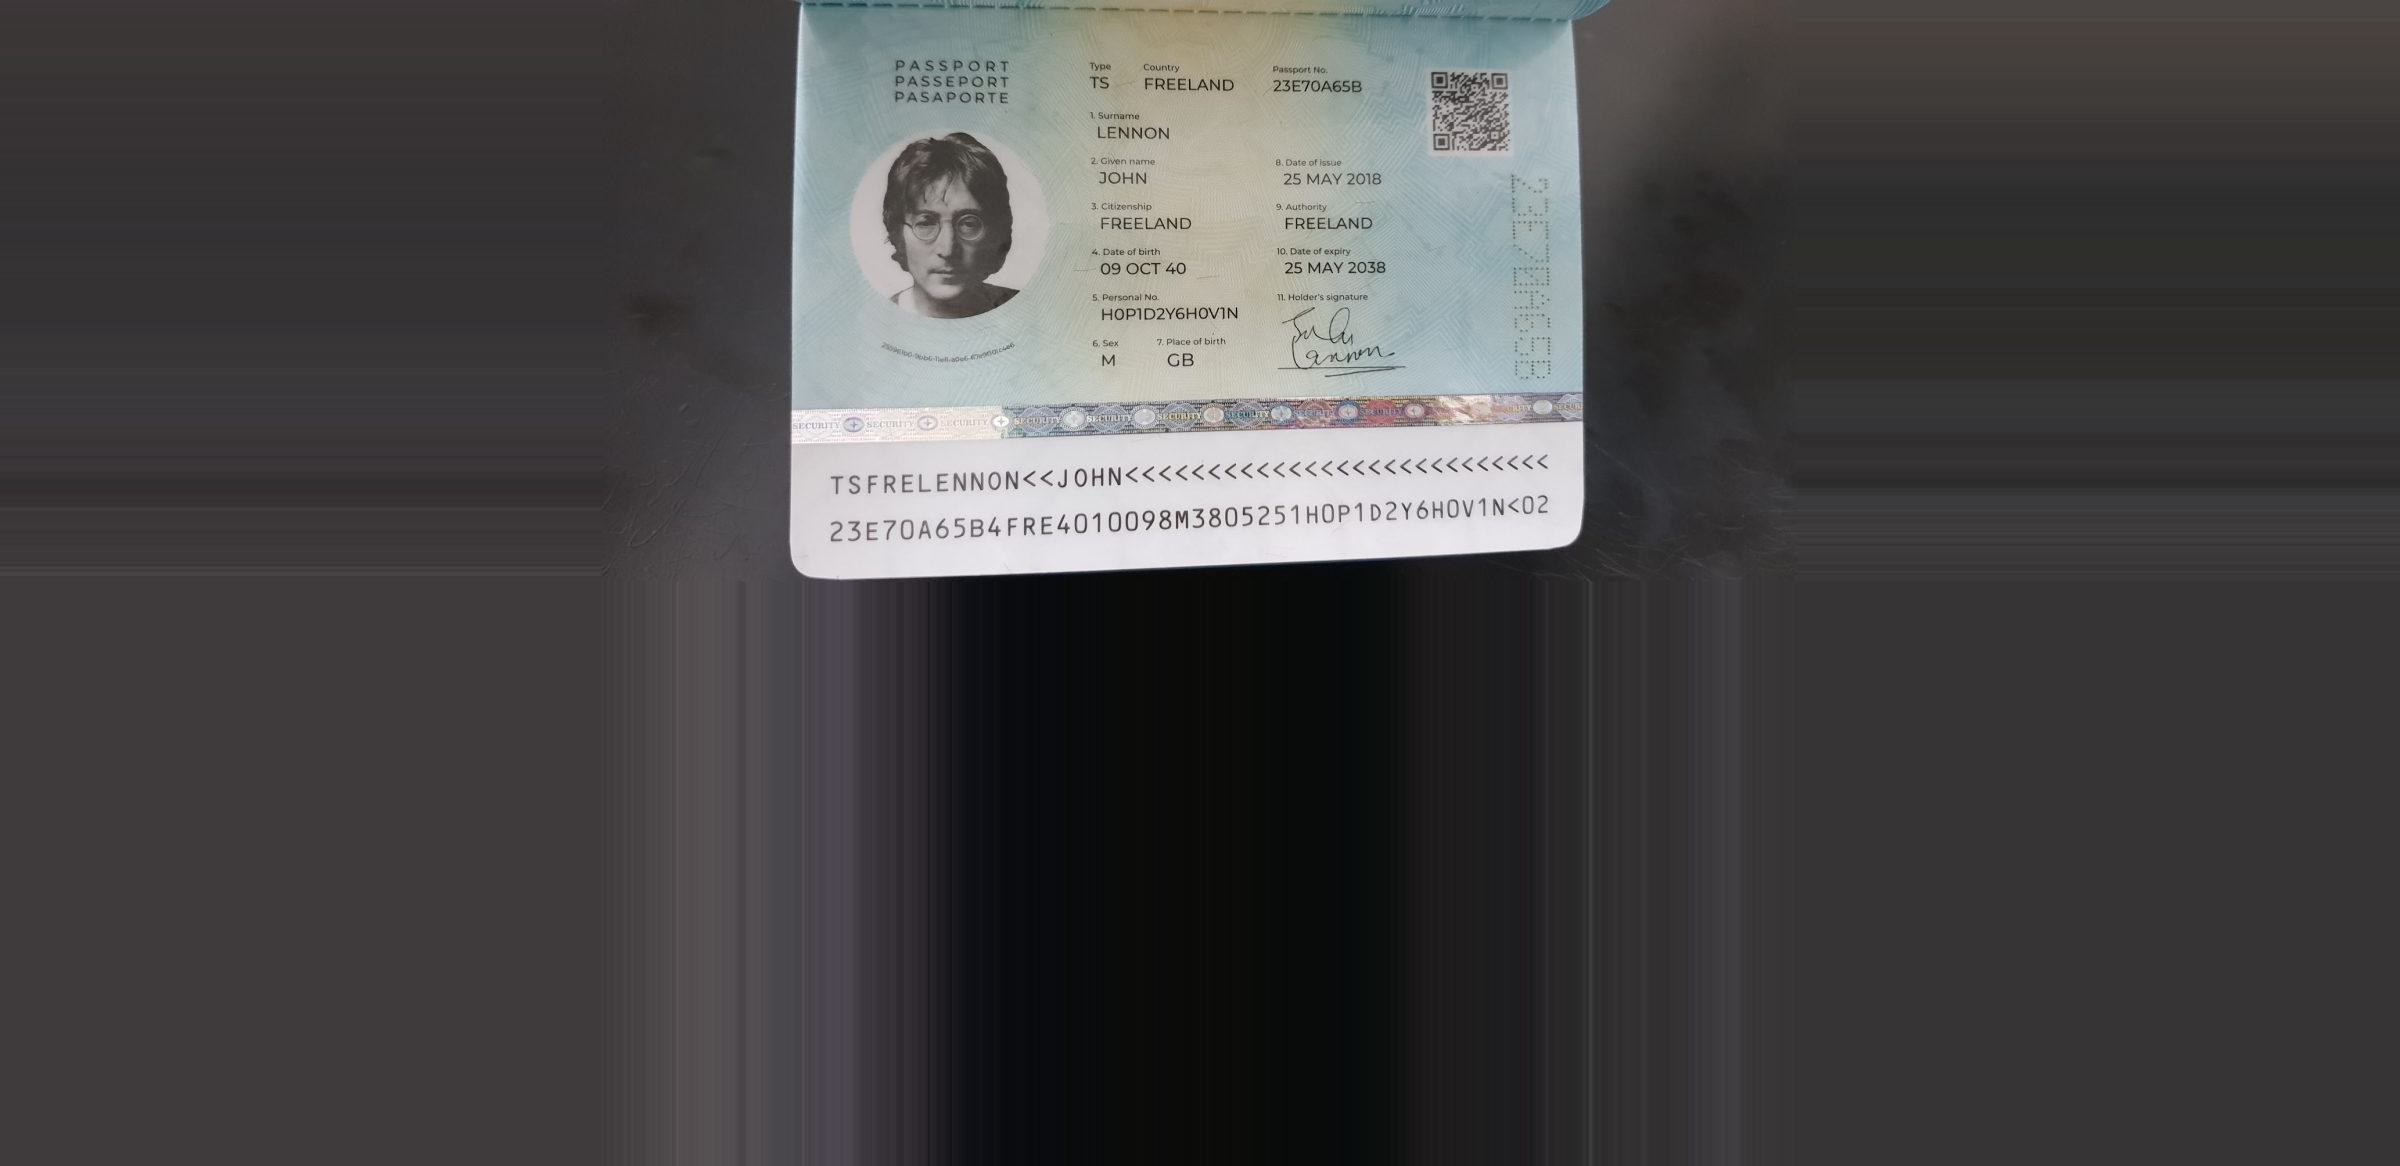 PASSPORT
PASSEPORT
PASAPORTE
Type Country Passport No.
TS FREELAND 23E70A65B
1. Surname
LENNON
2. Given name
JOHN
3. Citizenship
FREELAND
4. Date of birth
09 OCT 40
5. Personal No.
H0P1D2Y6H0V1N
6. Sex 7. Place of birth
M GB
8. Date of issue
25 MAY 2018
9. Authority
FREELAND
10. Date of expiry
25 MAY 2038
11. Holder's signature
Lennon
23E70A65B
SECURITY SECURITY SECURITY SECURITY SECURITY SECURITY SECURITY SECURITY SECURITY
TSFRELENNON<<JOHN<<<<<<<<<<<<<<<<<<<<<<<<<<<
23E70A65B4FRE4010098M3805251H0P1D2Y6H0V1N<02